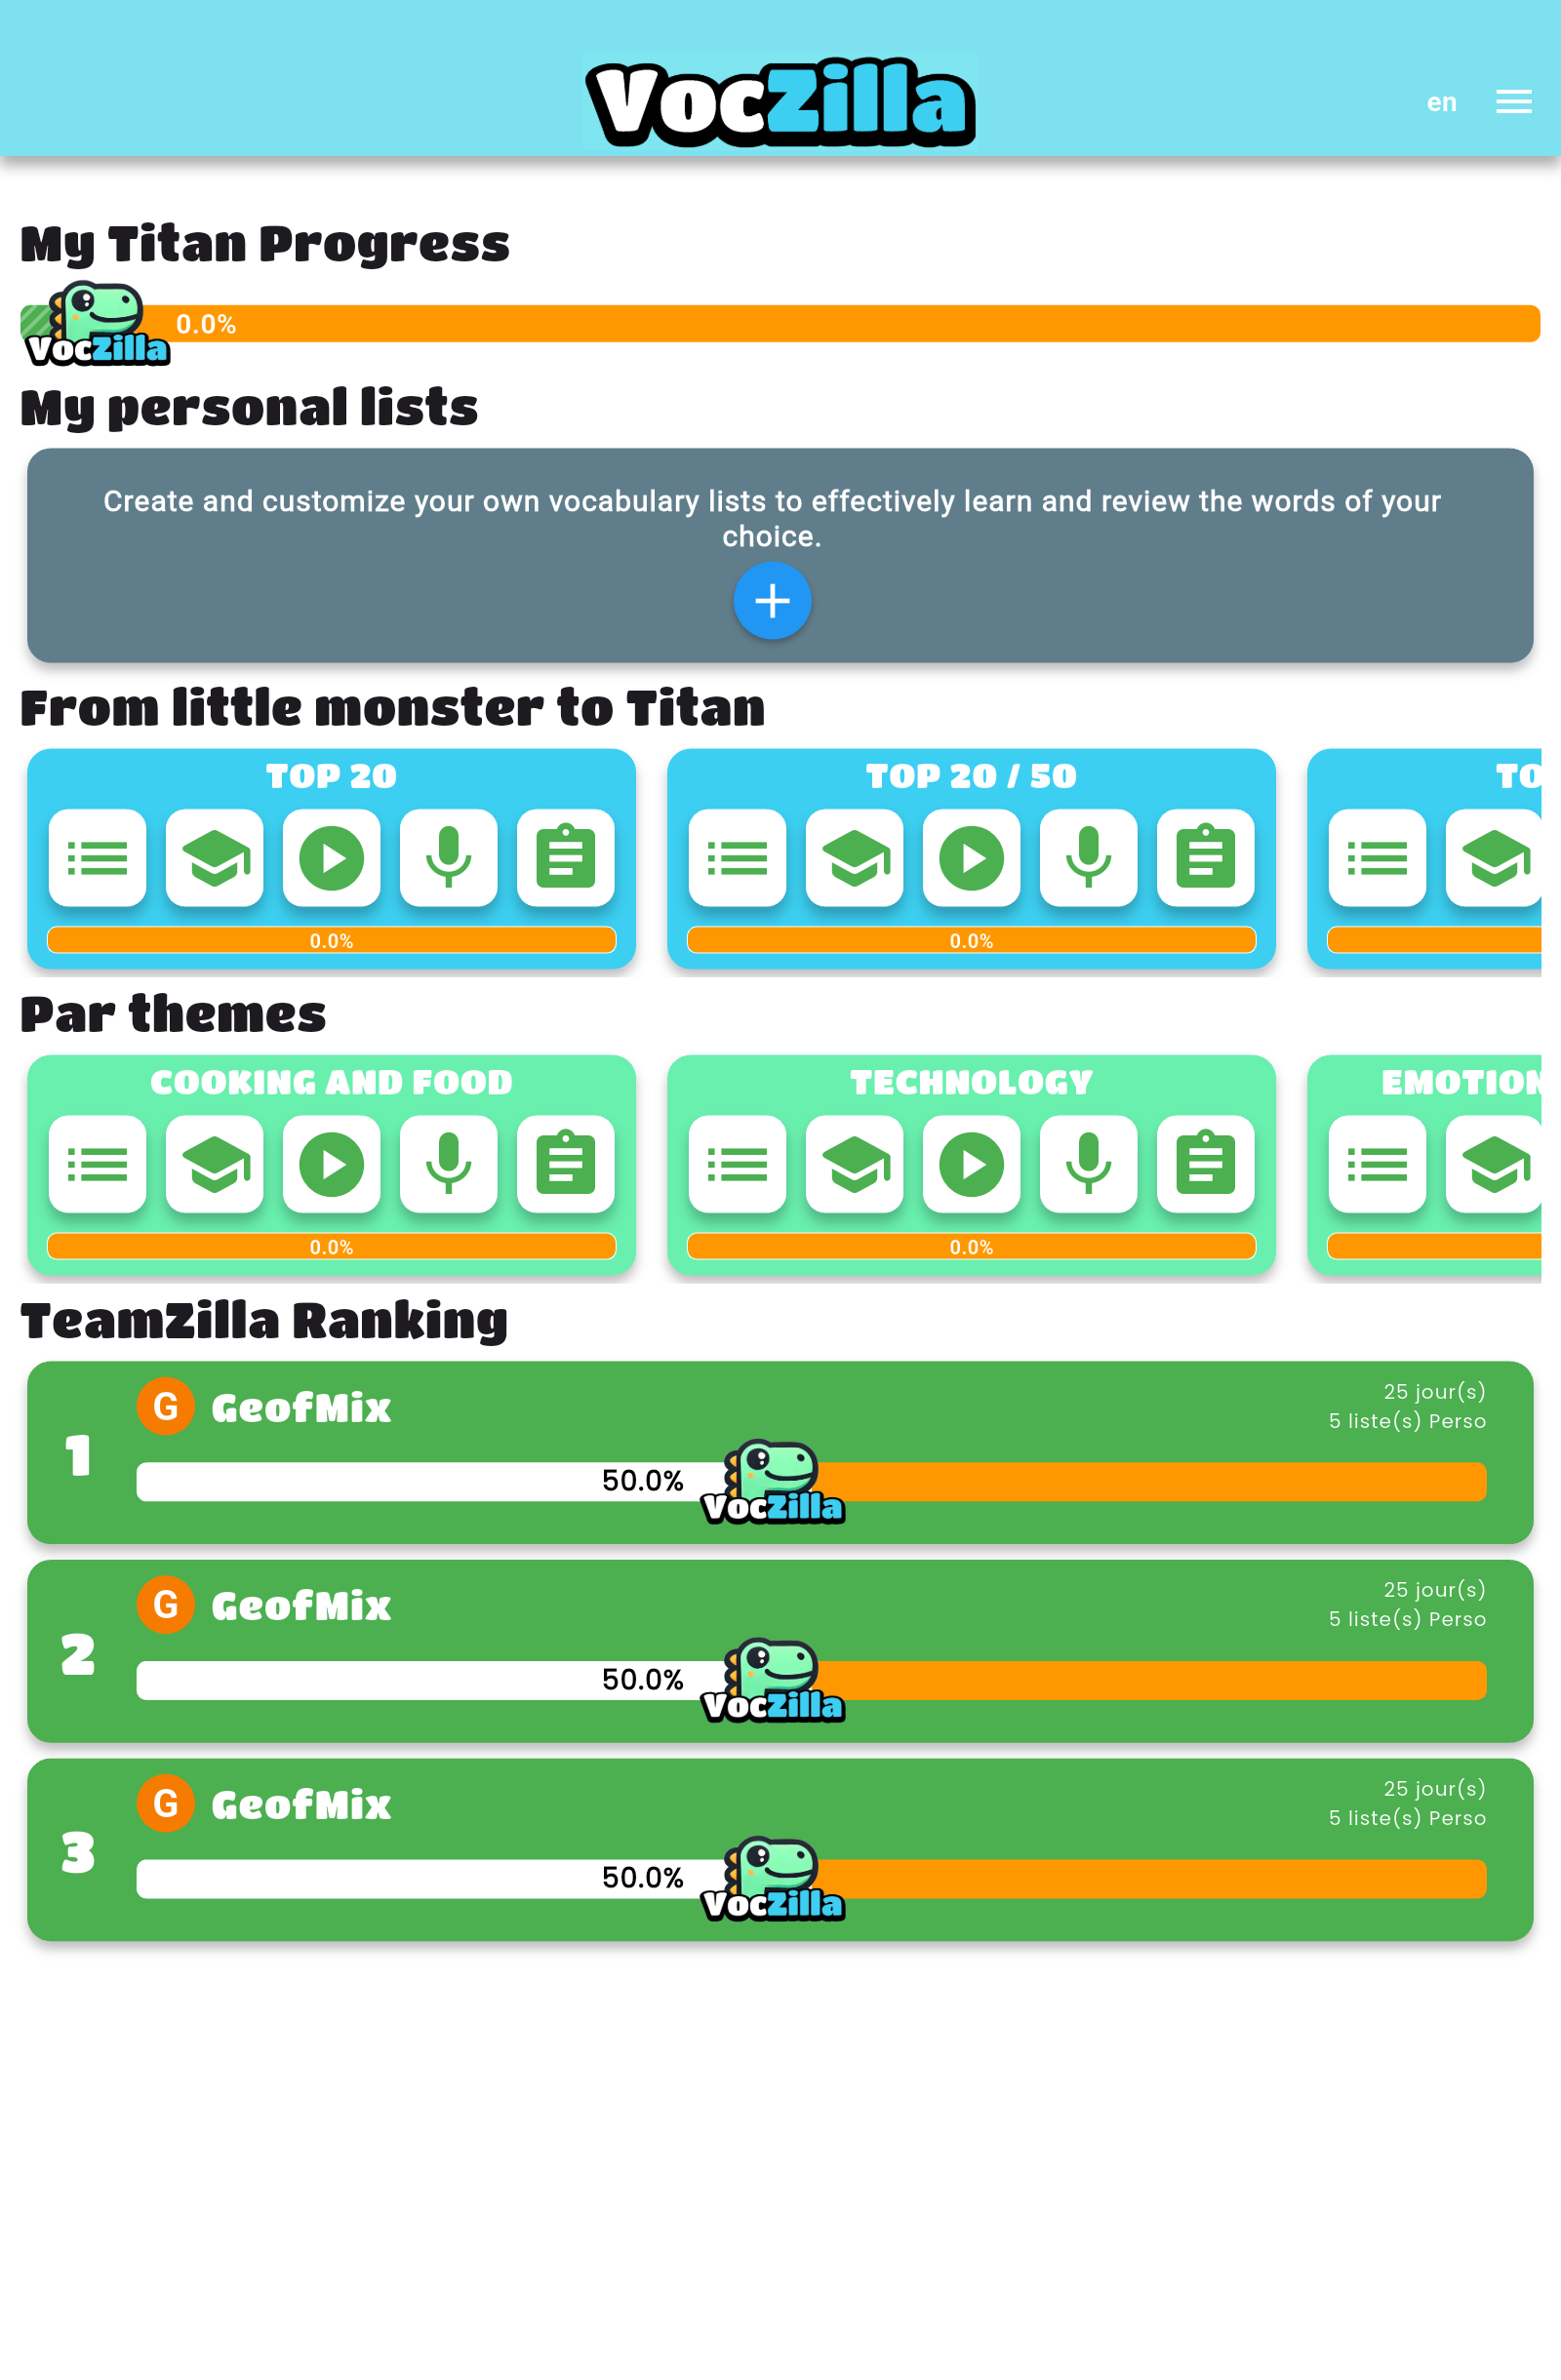 VocZilla
en
My Titan Progress
0.0%
VocZilla
My personal lists
Create and customize your own vocabulary lists to effectively learn and review the words of your
choice.
From little monster to Titan
TOP 20
TOP 20 / 50
TO
0.0%
0.0%
Par themes
COOKING AND FOOD
TECHNOLOGY
EMOTION
0.0%
0.0%
TeamZilla Ranking
1
G
GeofMix
25 jour(s)
5 liste(s) Perso
50.0%
VocZilla
2
G
GeofMix
25 jour(s)
5 liste(s) Perso
50.0%
VocZilla
3
G
GeofMix
25 jour(s)
5 liste(s) Perso
50.0%
VocZilla